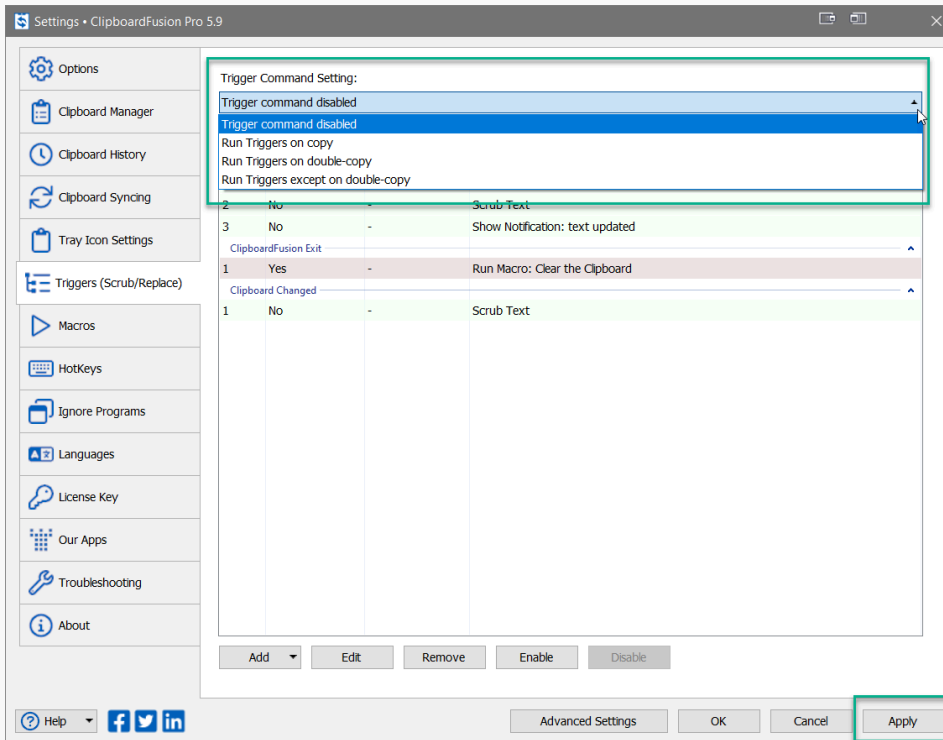 Settings • ClipboardFusion Pro 5.9
Options
Clipboard Manager
Clipboard History
Clipboard Syncing
Tray Icon Settings
Triggers (Scrub/Replace)
Macros
HotKeys
Ignore Programs
Languages
License Key
Our Apps
Troubleshooting
About
Trigger Command Setting:
Trigger command disabled
Trigger command disabled
Run Triggers on copy
Run Triggers on double-copy
Run Triggers except on double-copy
2 No - Scrub Text
3 No - Show Notification: text updated
ClipboardFusion Exit
1 Yes - Run Macro: Clear the Clipboard
Clipboard Changed
1 No - Scrub Text
Add Edit Remove Enable Disable
Help Advanced Settings OK Cancel Apply